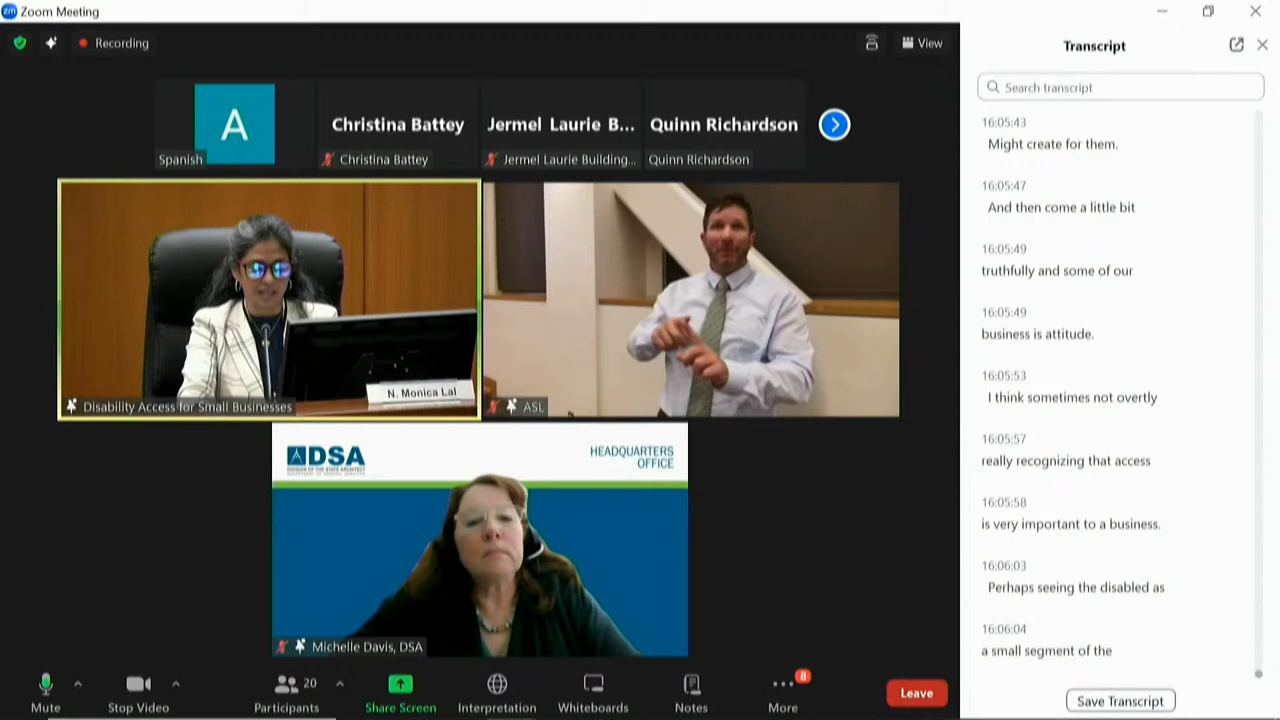 zm Zoom Meeting
Recording
View
A
Spanish
Christina Battey
Christina Battey
Jermel Laurie B...
Jermel Laurie Building...
Quinn Richardson
Quinn Richardson
N. Monica Lal
Disability Access for Small Businesses
ASL
DSA
DIVISION OF THE STATE ARCHITECT
HEADQUARTERS
OFFICE
Michelle Davis, DSA
Mute
Stop Video
20
Participants
Share Screen
Interpretation
Whiteboards
Notes
8
More
Leave
Transcript
Search transcript
16:05:43
Might create for them.
16:05:47
And then come a little bit
16:05:49
truthfully and some of our
16:05:49
business is attitude.
16:05:53
I think sometimes not overtly
16:05:57
really recognizing that access
16:05:58
is very important to a business.
16:06:03
Perhaps seeing the disabled as
16:06:04
a small segment of the
Save Transcript